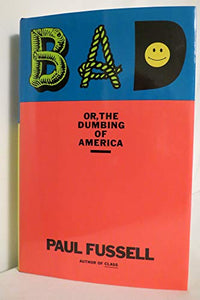 BAD
OR, THE
DUMBING OF
AMERICA
PAUL FUSSELL
AUTHOR OF CLASS